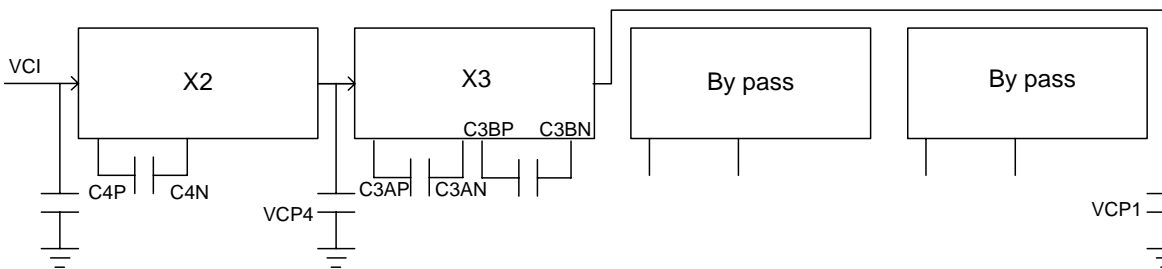 VCI
X2
X3
By pass
By pass
C3BP
C3BN
C4P
C4N
C3AP
C3AN
VCP4
VCP1